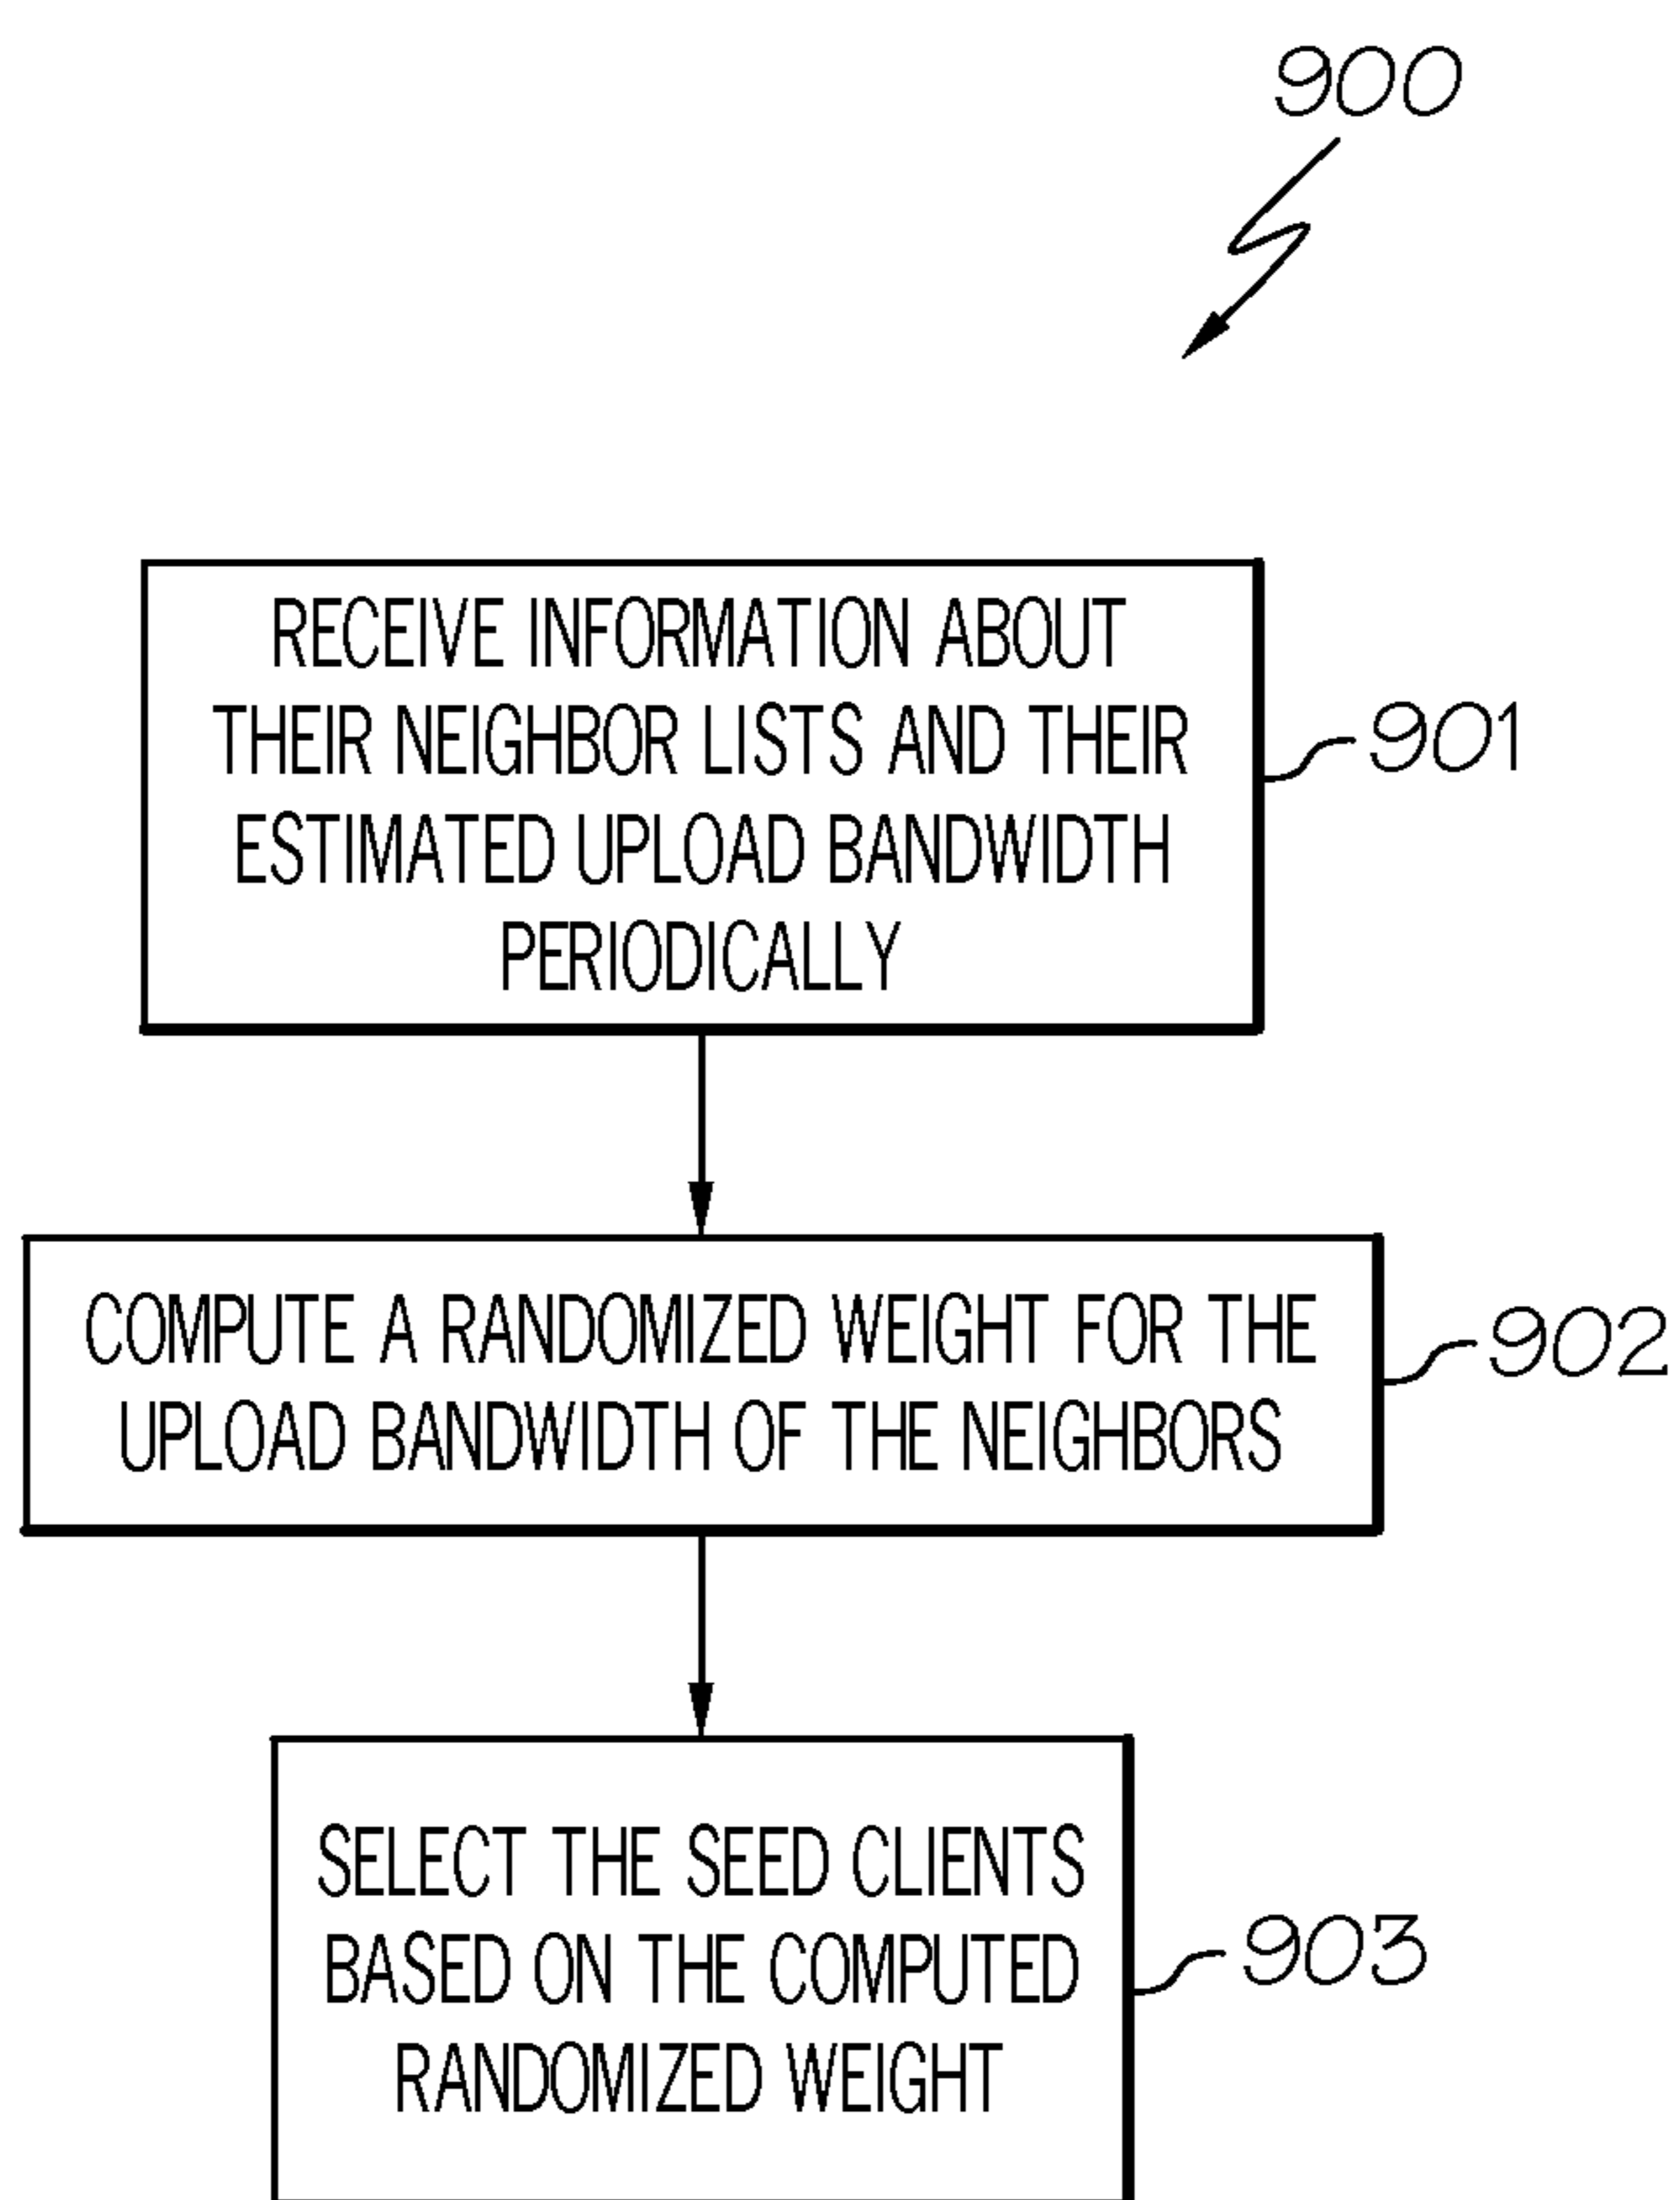 900
RECEIVE INFORMATION ABOUT
THEIR NEIGHBOR LISTS AND THEIR
ESTIMATED UPLOAD BANDWIDTH
PERIODICALLY
901
COMPUTE A RANDOMIZED WEIGHT FOR THE
UPLOAD BANDWIDTH OF THE NEIGHBORS
902
SELECT THE SEED CLIENTS
BASED ON THE COMPUTED
RANDOMIZED WEIGHT
903